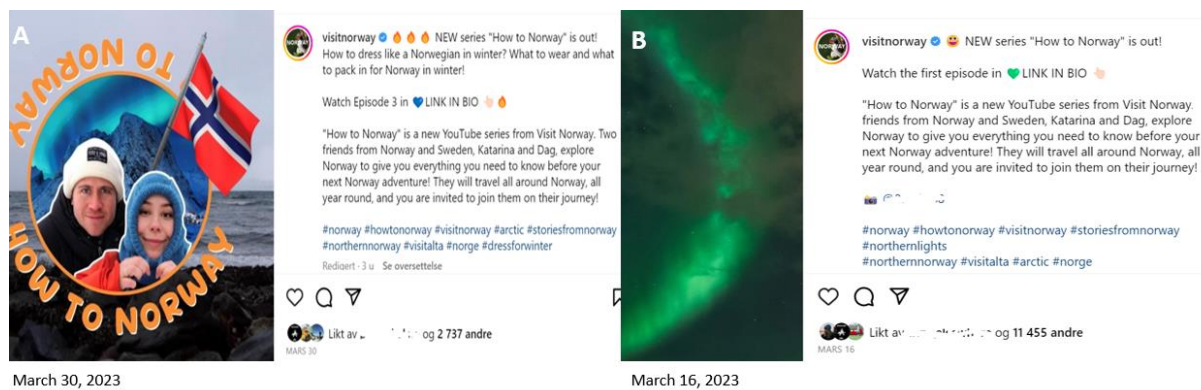 A
HOW TO NORWAY
HOW TO NORWAY
NORWAY
visitnorway 🔥 🔥 🔥 NEW series "How to Norway" is out!
How to dress like a Norwegian in winter? What to wear and what
to pack in for Norway in winter!
Watch Episode 3 in 💙LINK IN BIO 👆🏻🔥
"How to Norway" is a new YouTube series from Visit Norway. Two
friends from Norway and Sweden, Katarina and Dag, explore
Norway to give you everything you need to know before your
next Norway adventure! They will travel all around Norway, all
year round, and you are invited to join them on their journey!
#norway #howtonorway #visitnorway #arctic #storiesfromnorway
#northernnorway #visitalta #norge #dressforwinter
Redigert · 3 u Se oversettelse
Likt av og 2 737 andre
MARS 30
March 30, 2023
B
NORWAY
visitnorway 😀 NEW series "How to Norway" is out!
Watch the first episode in 💚LINK IN BIO 👆🏻
"How to Norway" is a new YouTube series from Visit Norway.
friends from Norway and Sweden, Katarina and Dag, explore
Norway to give you everything you need to know before your
next Norway adventure! They will travel all around Norway, all
year round, and you are invited to join them on their journey!
#norway #howtonorway #visitnorway #storiesfromnorway
#northernlights
#northernnorway #visitalta #arctic #norge
Likt av og 11 455 andre
MARS 16
March 16, 2023